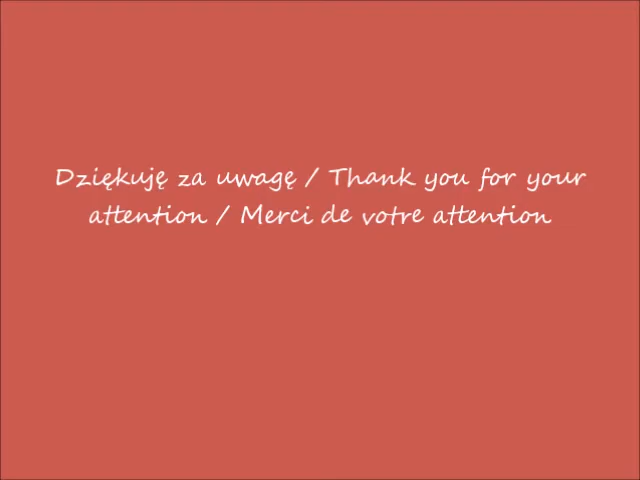 Dziękuję za uwagę / Thank you for your
attention / Merci de votre attention